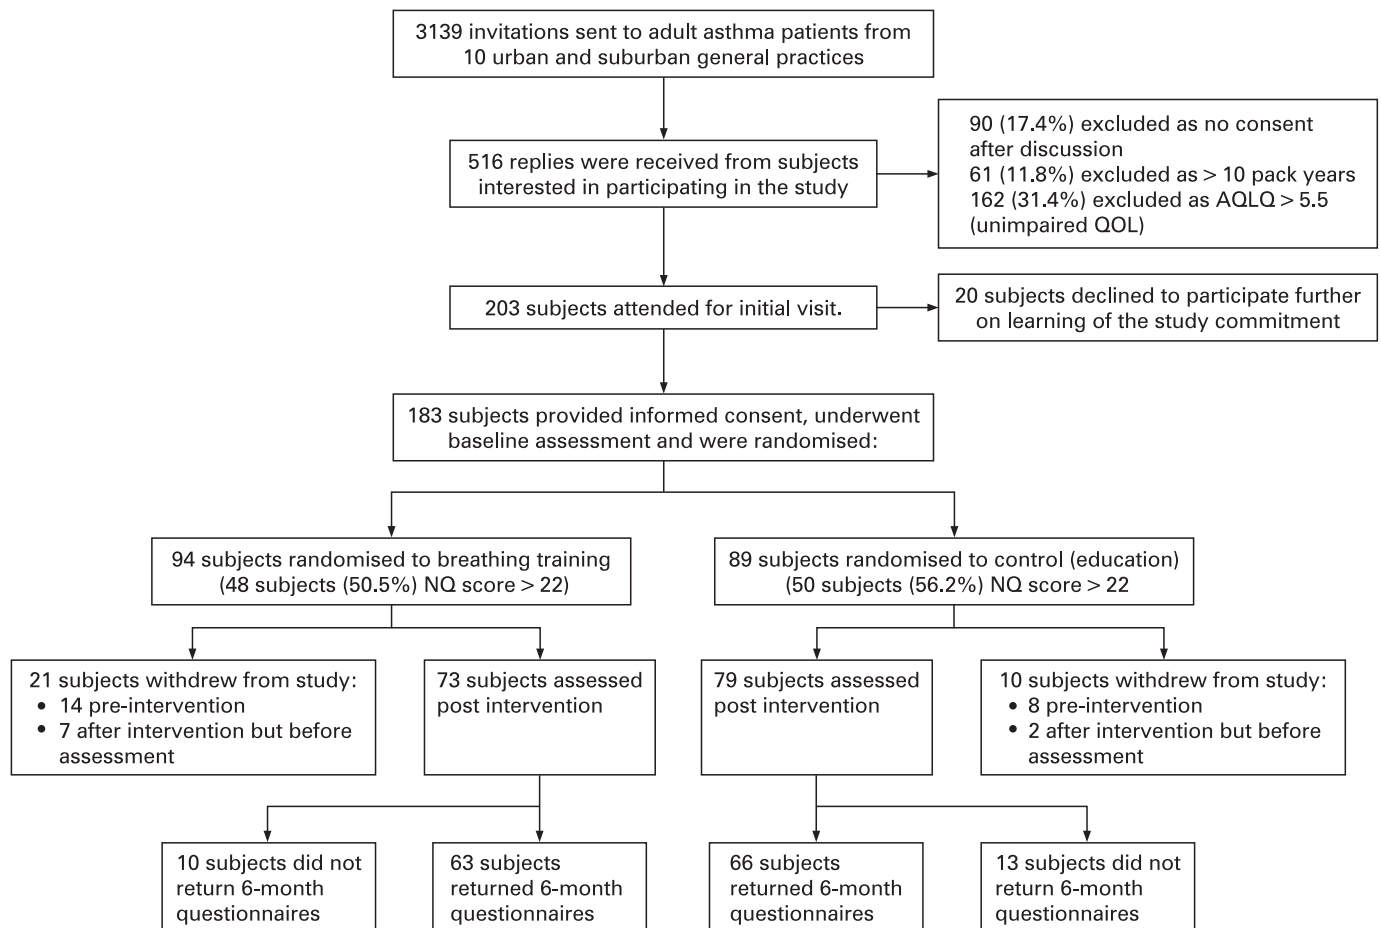 3139 invitations sent to adult asthma patients from
10 urban and suburban general practices
516 replies were received from subjects
interested in participating in the study
90 (17.4%) excluded as no consent
after discussion
61 (11.8%) excluded as > 10 pack years
162 (31.4%) excluded as AQLQ > 5.5
(unimpaired QOL)
203 subjects attended for initial visit.
20 subjects declined to participate further
on learning of the study commitment
183 subjects provided informed consent, underwent
baseline assessment and were randomised:
94 subjects randomised to breathing training
(48 subjects (50.5%) NQ score > 22)
89 subjects randomised to control (education)
(50 subjects (56.2%) NQ score > 22
21 subjects withdrew from study:
• 14 pre-intervention
• 7 after intervention but before
assessment
73 subjects assessed
post intervention
79 subjects assessed
post intervention
10 subjects withdrew from study:
• 8 pre-intervention
• 2 after intervention but before
assessment
10 subjects did not
return 6-month
questionnaires
63 subjects
returned 6-month
questionnaires
66 subjects
returned 6-month
questionnaires
13 subjects did not
return 6-month
questionnaires